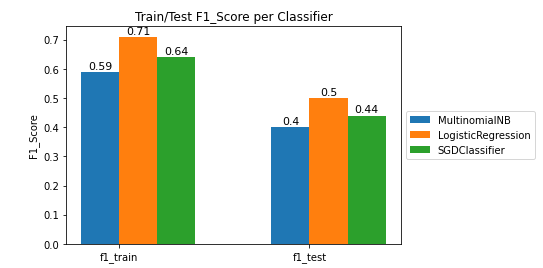 Train/Test F1_Score per Classifier
F1_Score
0.7
0.6
0.5
0.4
0.3
0.2
0.1
0.0
0.59
0.71
0.64
0.4
0.5
0.44
f1_train
f1_test
MultinomialNB
LogisticRegression
SGDClassifier